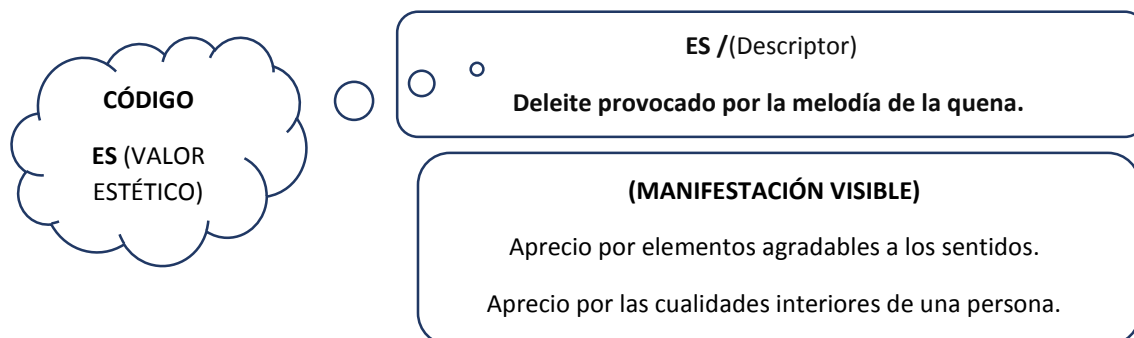 CÓDIGO
ES (VALOR
ESTÉTICO)
ES /(Descriptor)
Deleite provocado por la melodía de la quena.
(MANIFESTACIÓN VISIBLE)
Aprecio por elementos agradables a los sentidos.
Aprecio por las cualidades interiores de una persona.